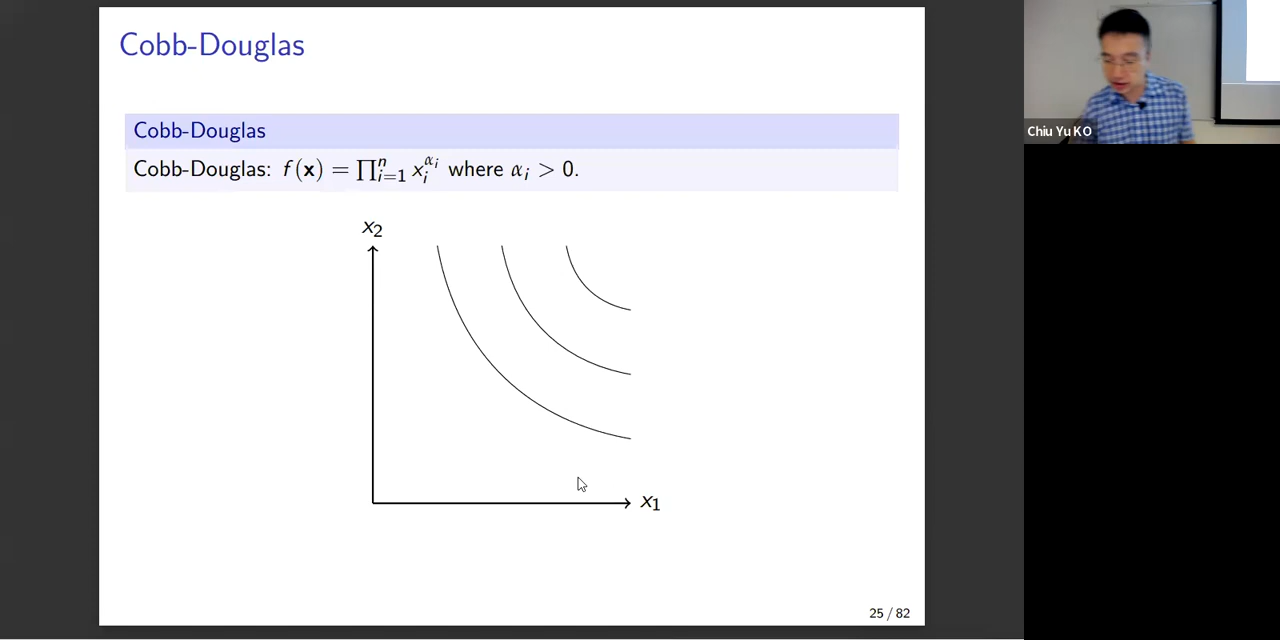 Cobb-Douglas
Cobb-Douglas
Cobb-Douglas: f(𝐱) = ∏ⁿᵢ₌₁ xᵢ^αᵢ where αᵢ > 0.
x₂
x₁
25 / 82
Chiu Yu KO